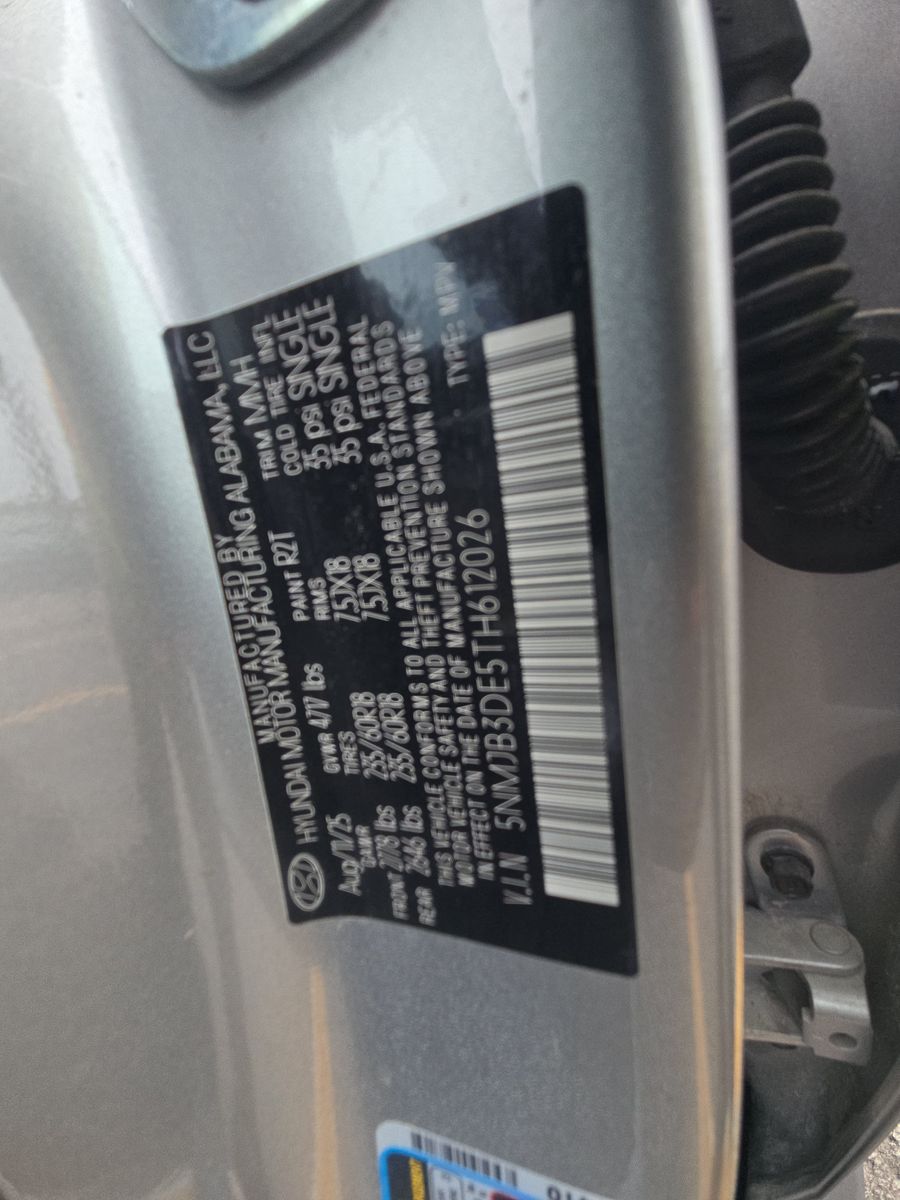 MANUFACTURED BY
HYUNDAI MOTOR MANUFACTURING ALABAMA, LLC
Aug/11/25 GVWR 4717 lbs PAINT R2T TRIM MMH
GAWR TIRES RIMS COLD TIRE INFL.
FRONT 2778 lbs 235/60R18 7.5JX18 35 psi SINGLE
REAR 2646 lbs 235/60R18 7.5JX18 35 psi SINGLE
THIS VEHICLE CONFORMS TO ALL APPLICABLE U.S.A. FEDERAL
MOTOR VEHICLE SAFETY AND THEFT PREVENTION STANDARDS
IN EFFECT ON THE DATE OF MANUFACTURE SHOWN ABOVE
V.I.N 5NMJB3DE5TH612026 TYPE: MPV